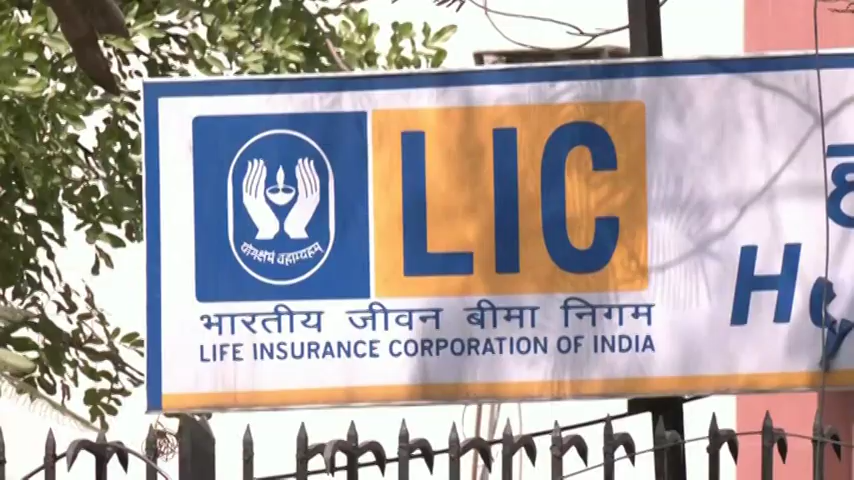 LIC
योगक्षेमं वहाम्यहम्
भारतीय जीवन बीमा निगम
LIFE INSURANCE CORPORATION OF INDIA